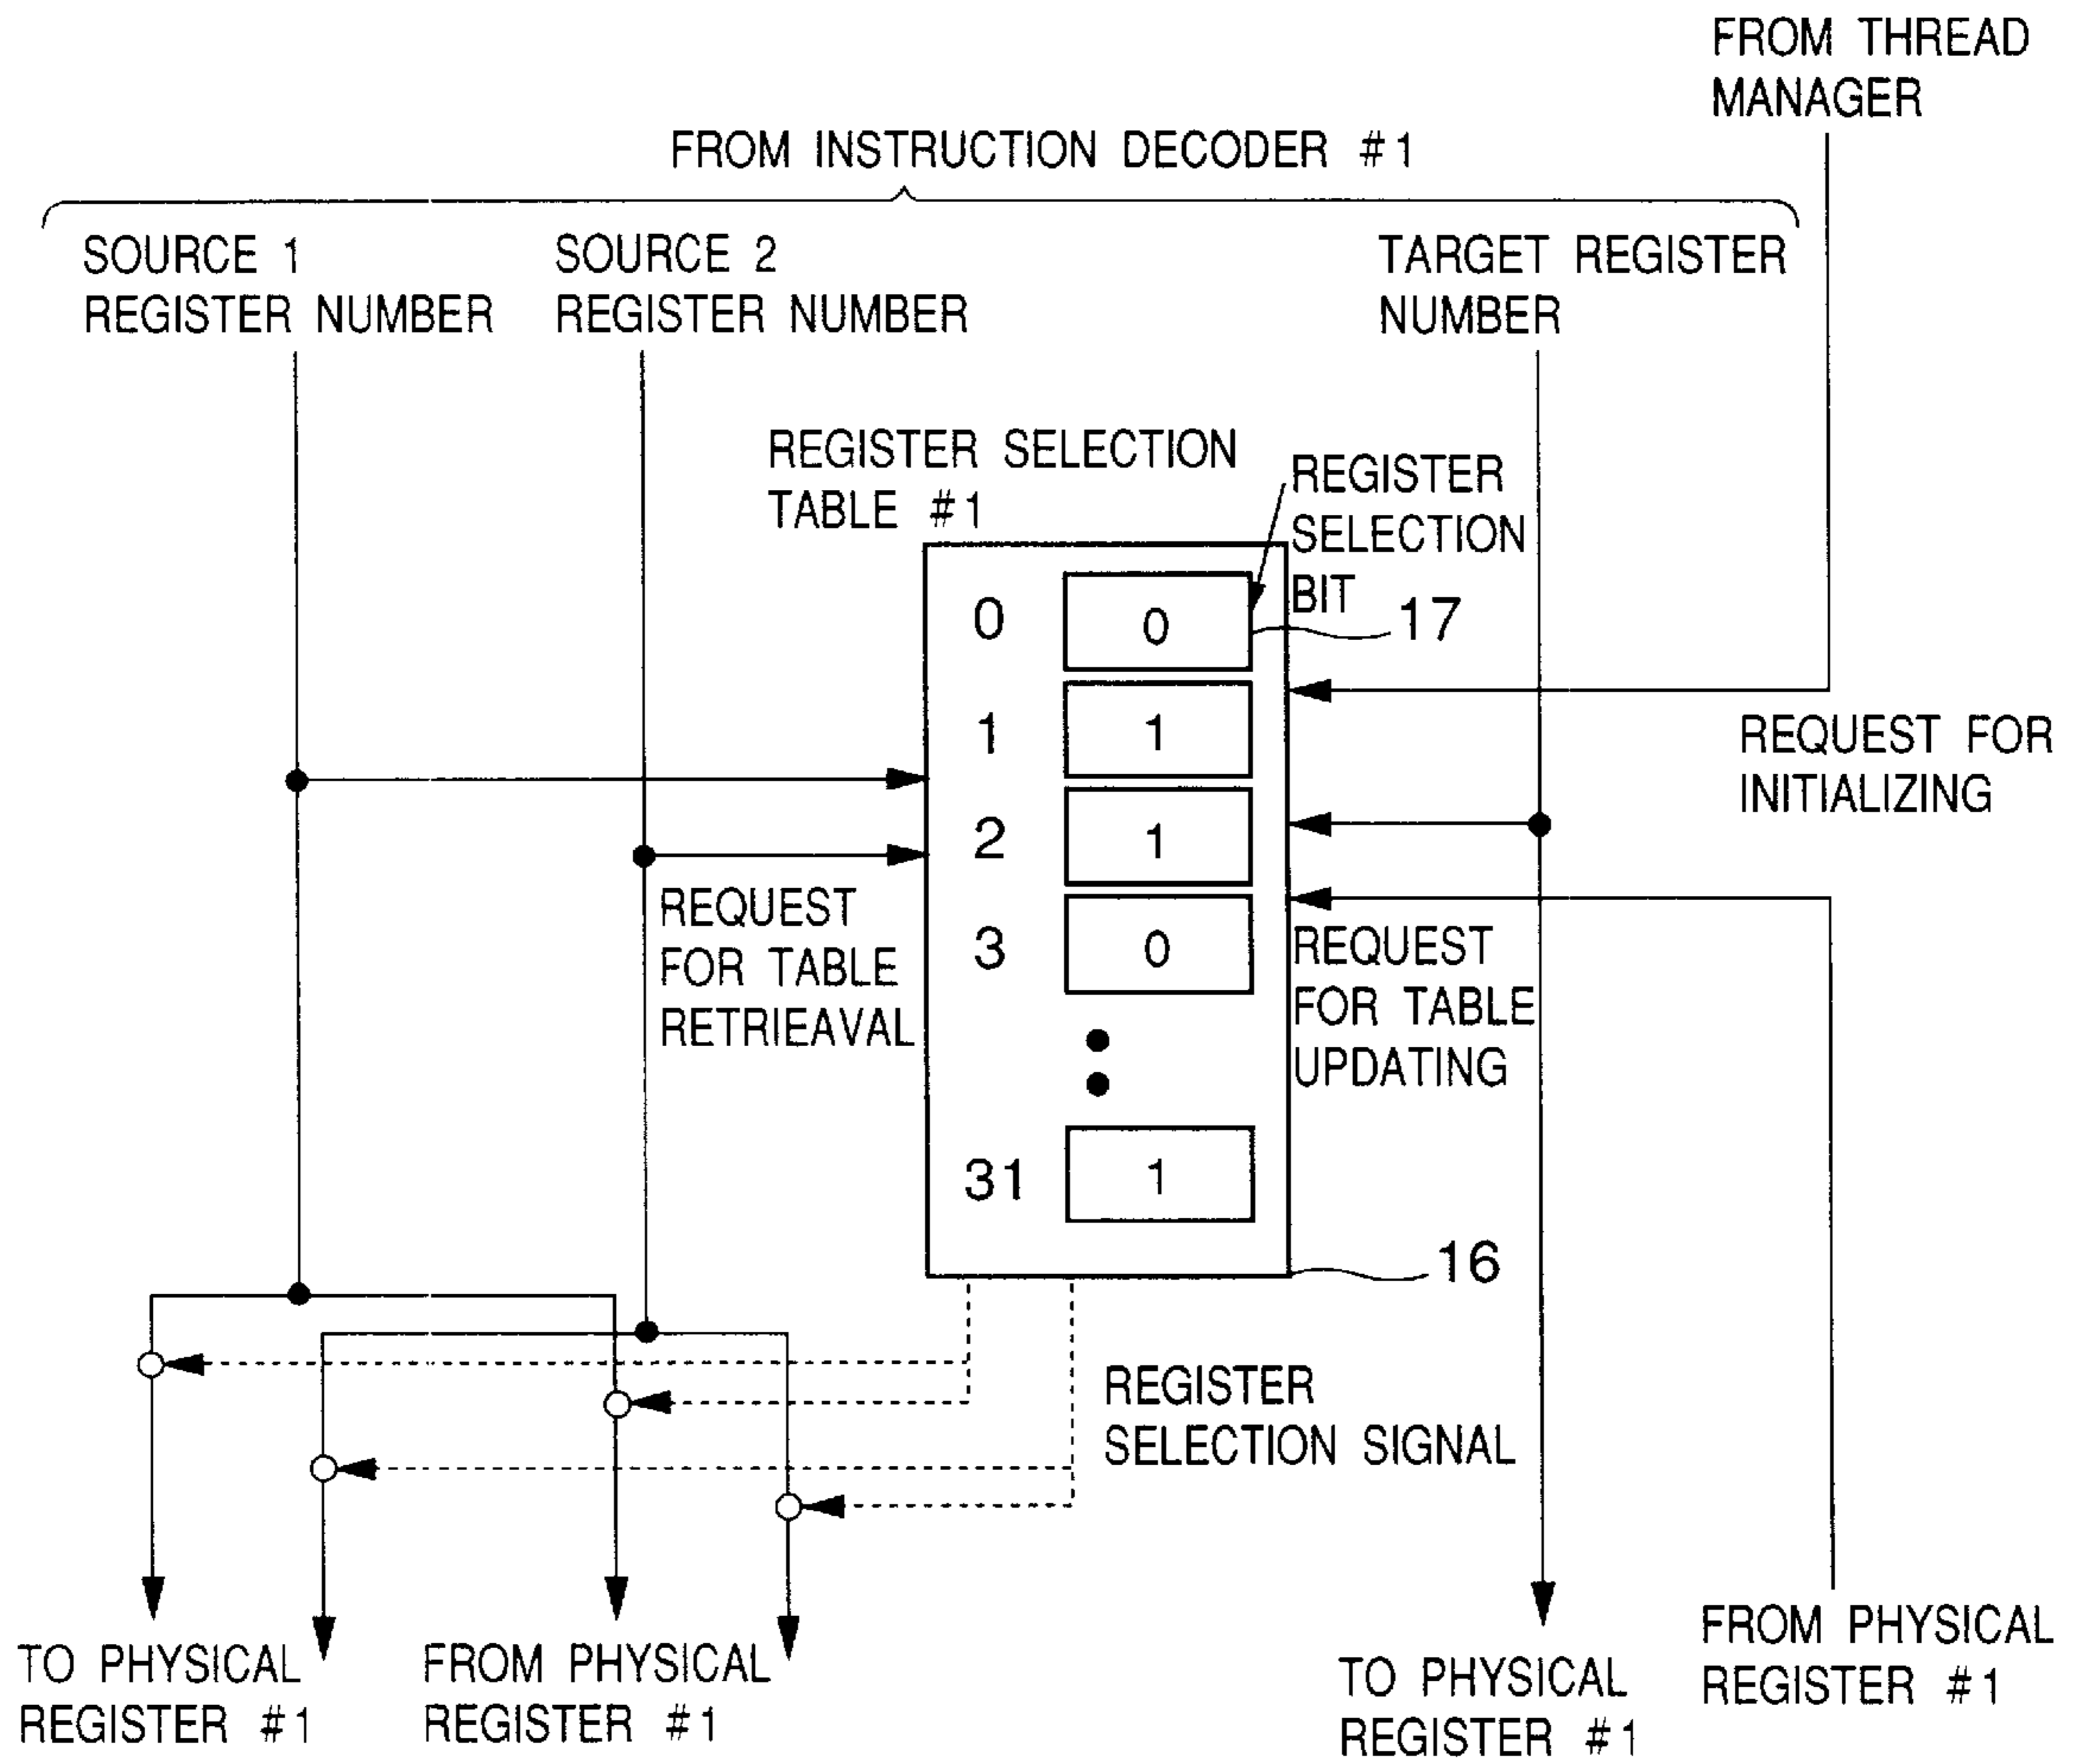 FROM THREAD
MANAGER
FROM INSTRUCTION DECODER #1
SOURCE 1
REGISTER NUMBER
SOURCE 2
REGISTER NUMBER
TARGET REGISTER
NUMBER
REGISTER SELECTION
TABLE #1
REGISTER
SELECTION
BIT
17
0 0
1 1
2 1
3 0
31 1
16
REQUEST FOR
INITIALIZING
REQUEST
FOR TABLE
RETRIEAVAL
REQUEST
FOR TABLE
UPDATING
REGISTER
SELECTION SIGNAL
TO PHYSICAL
REGISTER #1
FROM PHYSICAL
REGISTER #1
TO PHYSICAL
REGISTER #1
FROM PHYSICAL
REGISTER #1